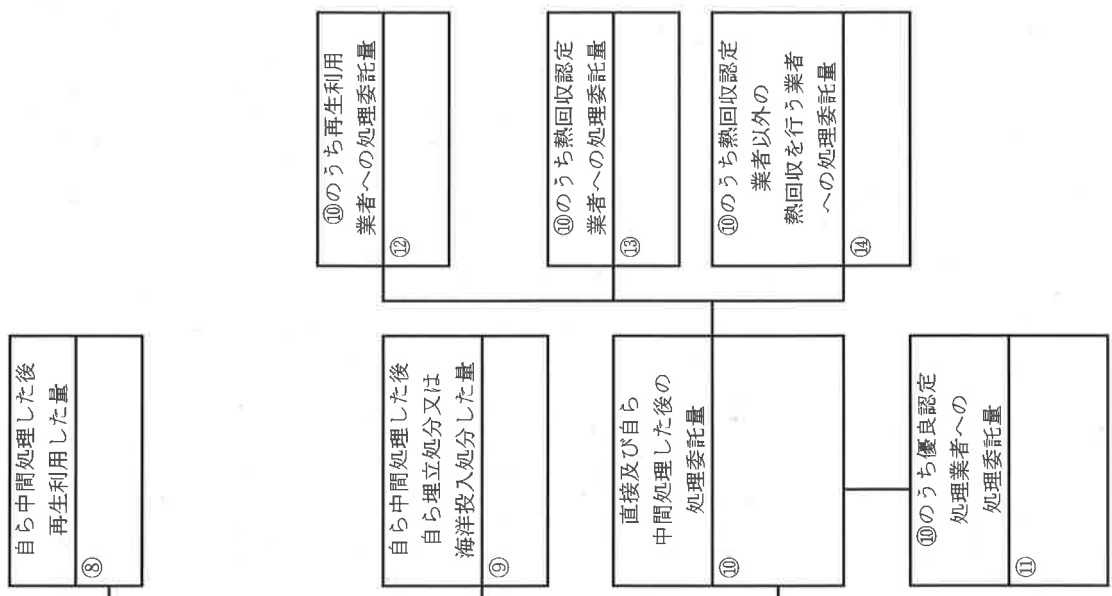 自ら中間処理した後
再生利用した量
⑧
自ら中間処理した後
自ら埋立処分又は
海洋投入処分した量
⑨
直接及び自ら
中間処理した後の
処理委託量
⑩
⑩のうち優良認定
処理業者への
処理委託量
⑪
⑩のうち再生利用
業者への処理委託量
⑫
⑩のうち熱回収認定
業者への処理委託量
⑬
⑩のうち熱回収認定
業者以外の
熱回収を行う業者
への処理委託量
⑭